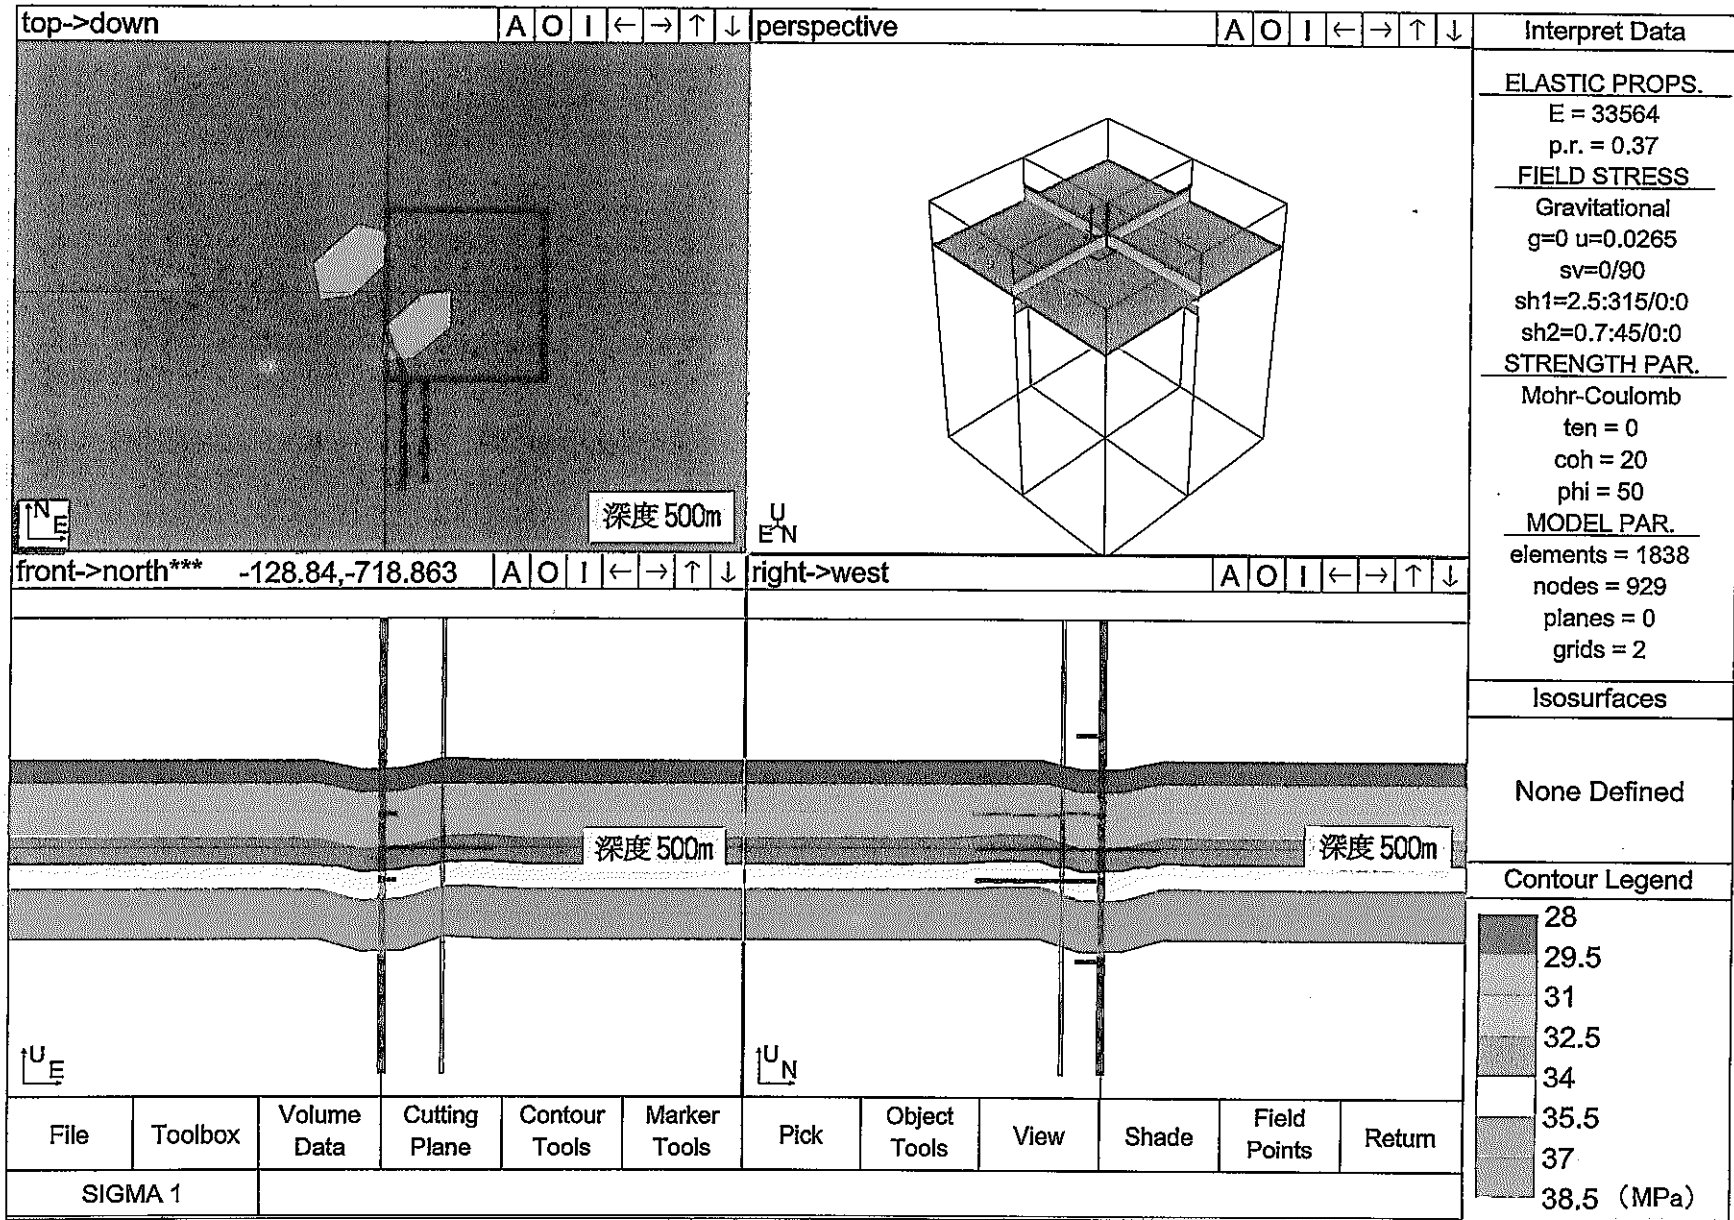 top->down A O I ← → ↑ ↓
perspective A O I ← → ↑ ↓
Interpret Data
ELASTIC PROPS.
E = 33564
p.r. = 0.37
FIELD STRESS
Gravitational
g=0 u=0.0265
sv=0/90
sh1=2.5:315/0:0
sh2=0.7:45/0:0
STRENGTH PAR.
Mohr-Coulomb
ten = 0
coh = 20
phi = 50
MODEL PAR.
elements = 1838
nodes = 929
planes = 0
grids = 2
Isosurfaces
None Defined
Contour Legend
28
29.5
31
32.5
34
35.5
37
38.5 (MPa)
N
E
深度 500m
U
E N
front->north*** -128.84,-718.863 A O I ← → ↑ ↓
right->west A O I ← → ↑ ↓
深度 500m
深度 500m
U
E
U
N
File
Toolbox
Volume
Data
Cutting
Plane
Contour
Tools
Marker
Tools
Pick
Object
Tools
View
Shade
Field
Points
Return
SIGMA 1